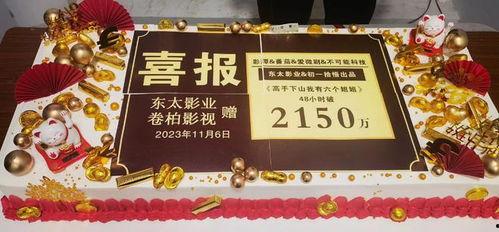 喜报
东太影业
卷柏影视
赠
2023年11月6日
影潭&番茄&爱微剧&不可能科技
东太影业&初一拾惟出品
《高手下山我有六个姐姐》
48小时破
2150万